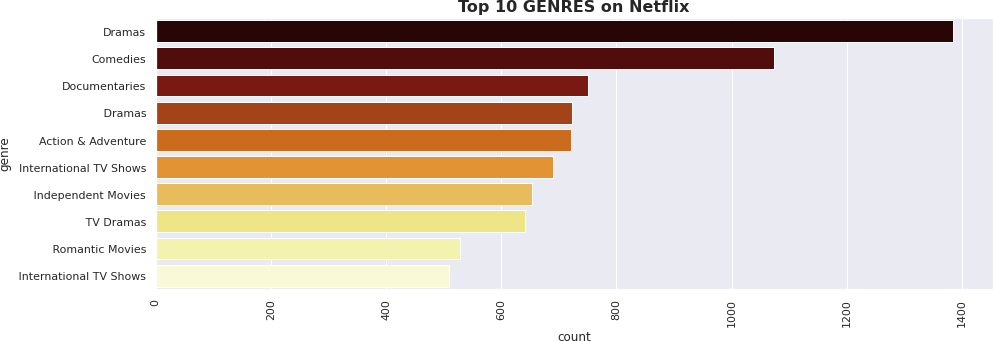 Top 10 GENRES on Netflix
Dramas
Comedies
Documentaries
Dramas
Action & Adventure
International TV Shows
Independent Movies
TV Dramas
Romantic Movies
International TV Shows
genre
0
200
400
600
800
1000
1200
1400
count